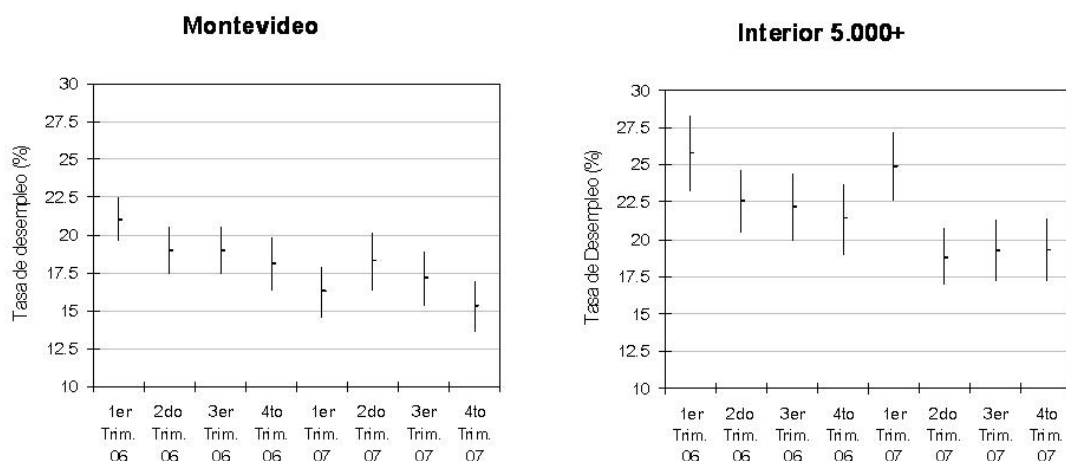 Montevideo
Tasa de desempleo (%)
30
27.5
25
22.5
20
17.5
15
12.5
10
1er 2do 3er 4to 1er 2do 3er 4to
Trim. Trim. Trim. Trim. Trim. Trim. Trim. Trim.
06 06 06 06 07 07 07 07
Interior 5.000+
Tasa de Desempleo (%)
30
27.5
25
22.5
20
17.5
15
12.5
10
1er 2do 3er 4to 1er 2do 3er 4to
Trim. Trim. Trim. Trim. Trim. Trim. Trim. Trim.
06 06 06 06 07 07 07 07